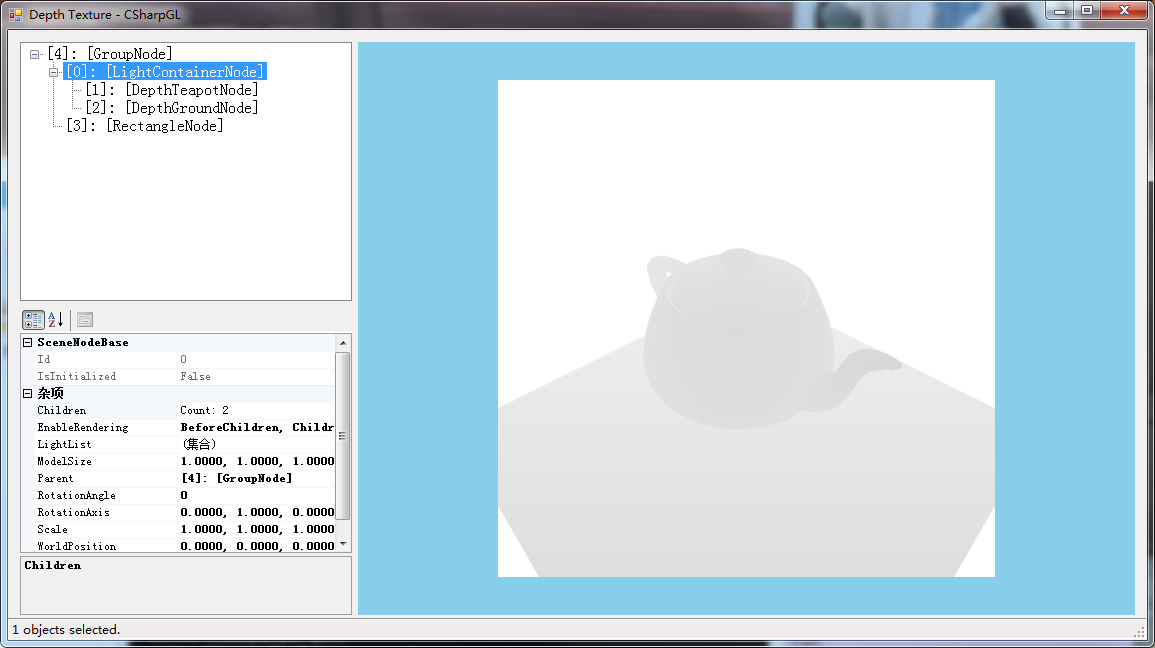 Depth Texture - CSharpGL
[4]: [GroupNode]
[0]: [LightContainerNode]
[1]: [DepthTeapotNode]
[2]: [DepthGroundNode]
[3]: [RectangleNode]
SceneNodeBase
Id 0
IsInitialized False
杂项
Children Count: 2
EnableRendering BeforeChildren, Childr
LightList (集合)
ModelSize 1.0000, 1.0000, 1.0000
Parent [4]: [GroupNode]
RotationAngle 0
RotationAxis 0.0000, 1.0000, 0.0000
Scale 1.0000, 1.0000, 1.0000
WorldPosition 0.0000, 0.0000, 0.0000
Children
1 objects selected.